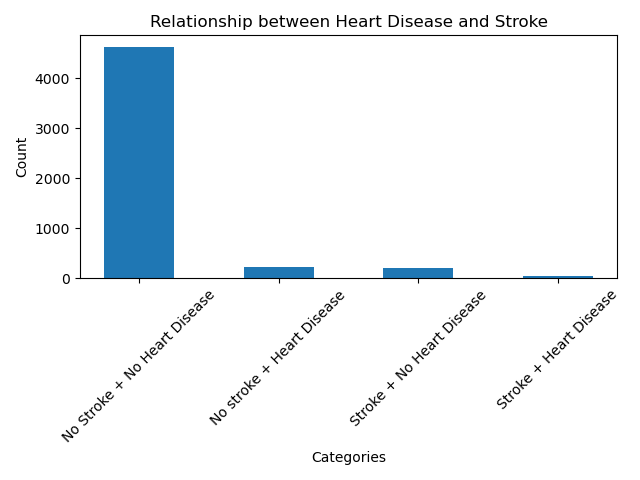 Relationship between Heart Disease and Stroke
Count
4000
3000
2000
1000
0
No Stroke + No Heart Disease
No stroke + Heart Disease
Stroke + No Heart Disease
Stroke + Heart Disease
Categories